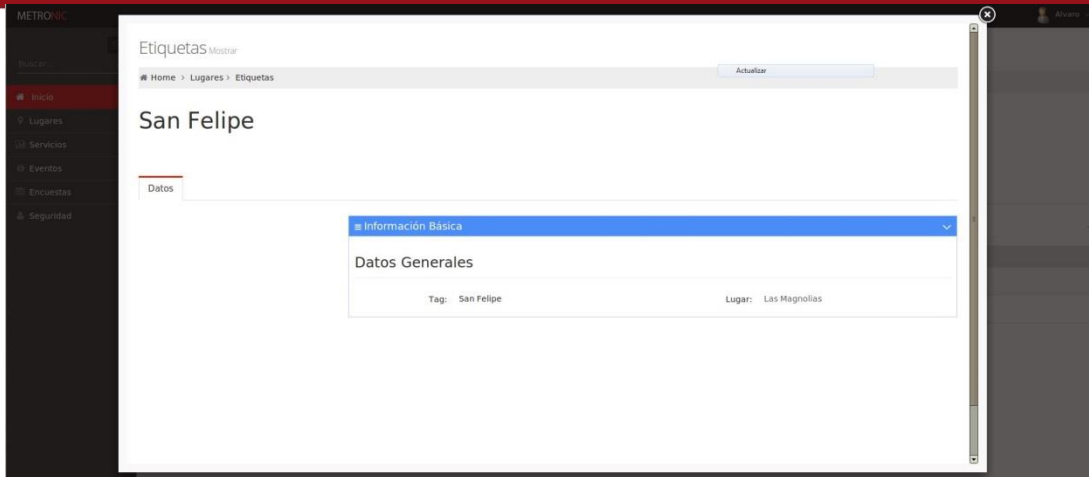 METRONIC
Alvaro
Buscar...
Inicio
Lugares
Servicios
Eventos
Encuestas
Seguridad
Etiquetas Mostrar
Home > Lugares > Etiquetas
Actualizar
San Felipe
Datos
Información Básica
Datos Generales
Tag: San Felipe
Lugar: Las Magnolias